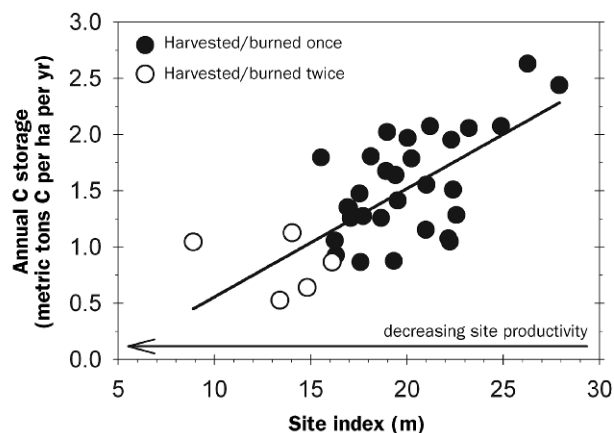 3.0
Harvested/burned once
Harvested/burned twice
2.5
2.0
1.5
1.0
0.5
0.0
Annual C storage
(metric tons C per ha per yr)
decreasing site productivity
5
10
15
20
25
30
Site index (m)